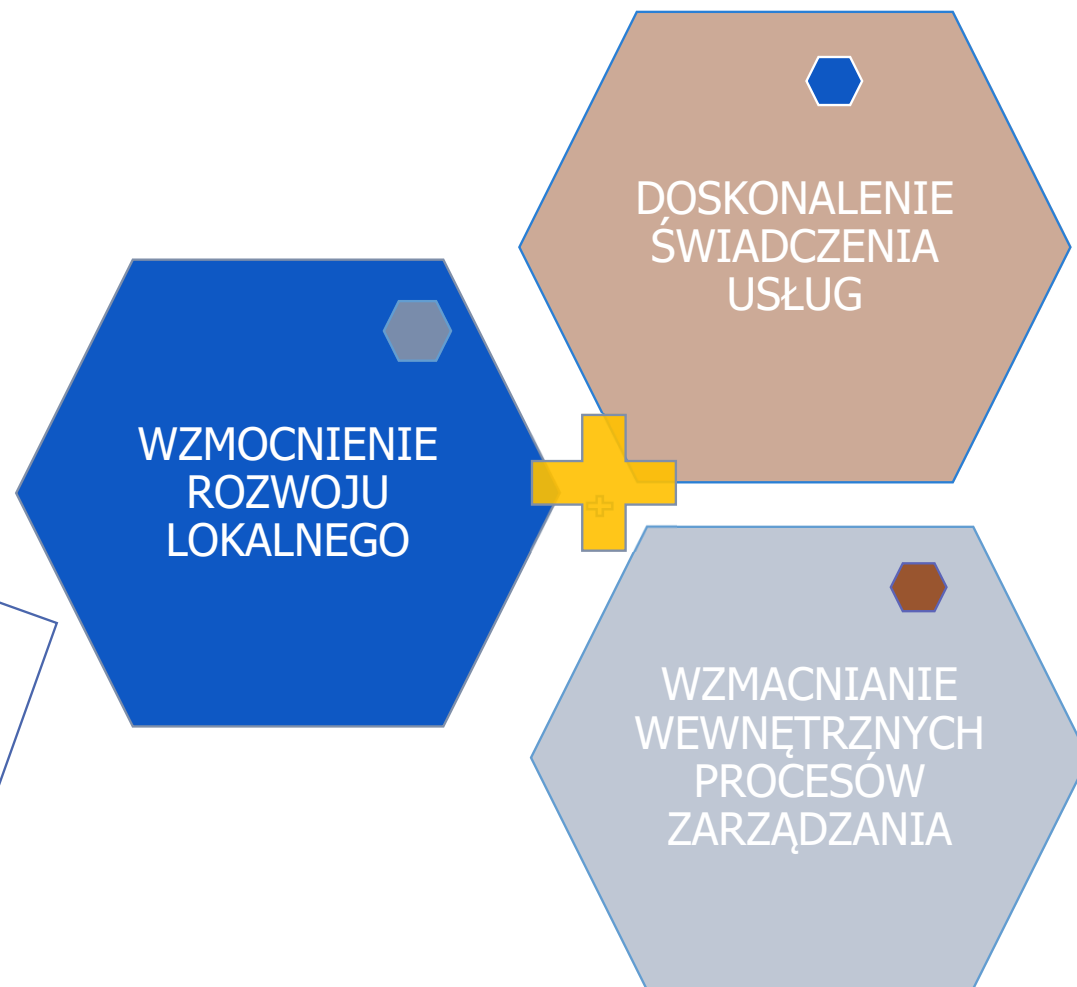 WZMOCNIENIE
ROZWOJU
LOKALNEGO
DOSKONALENIE
ŚWIADCZENIA
USŁUG
WZMACNIANIE
WEWNĘTRZNYCH
PROCESÓW
ZARZĄDZANIA